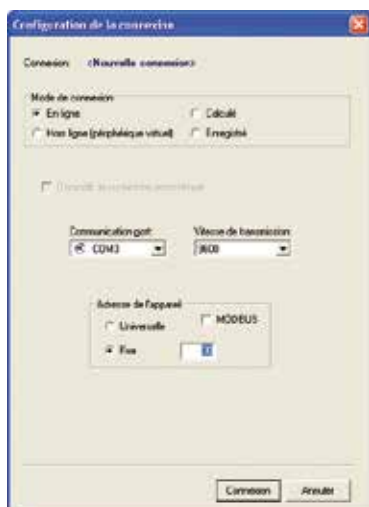 Configuration de la connexion
Connexion: <Nouvelle connexion>
Mode de connexion
En ligne
Calculé
Hors ligne (périphérique virtuel)
Enregistré
Communication port:
Vitesse de transmission:
COM3
9600
Adresse de l'appareil
Universelle
MODBUS
Fixe
Connexion
Annuler